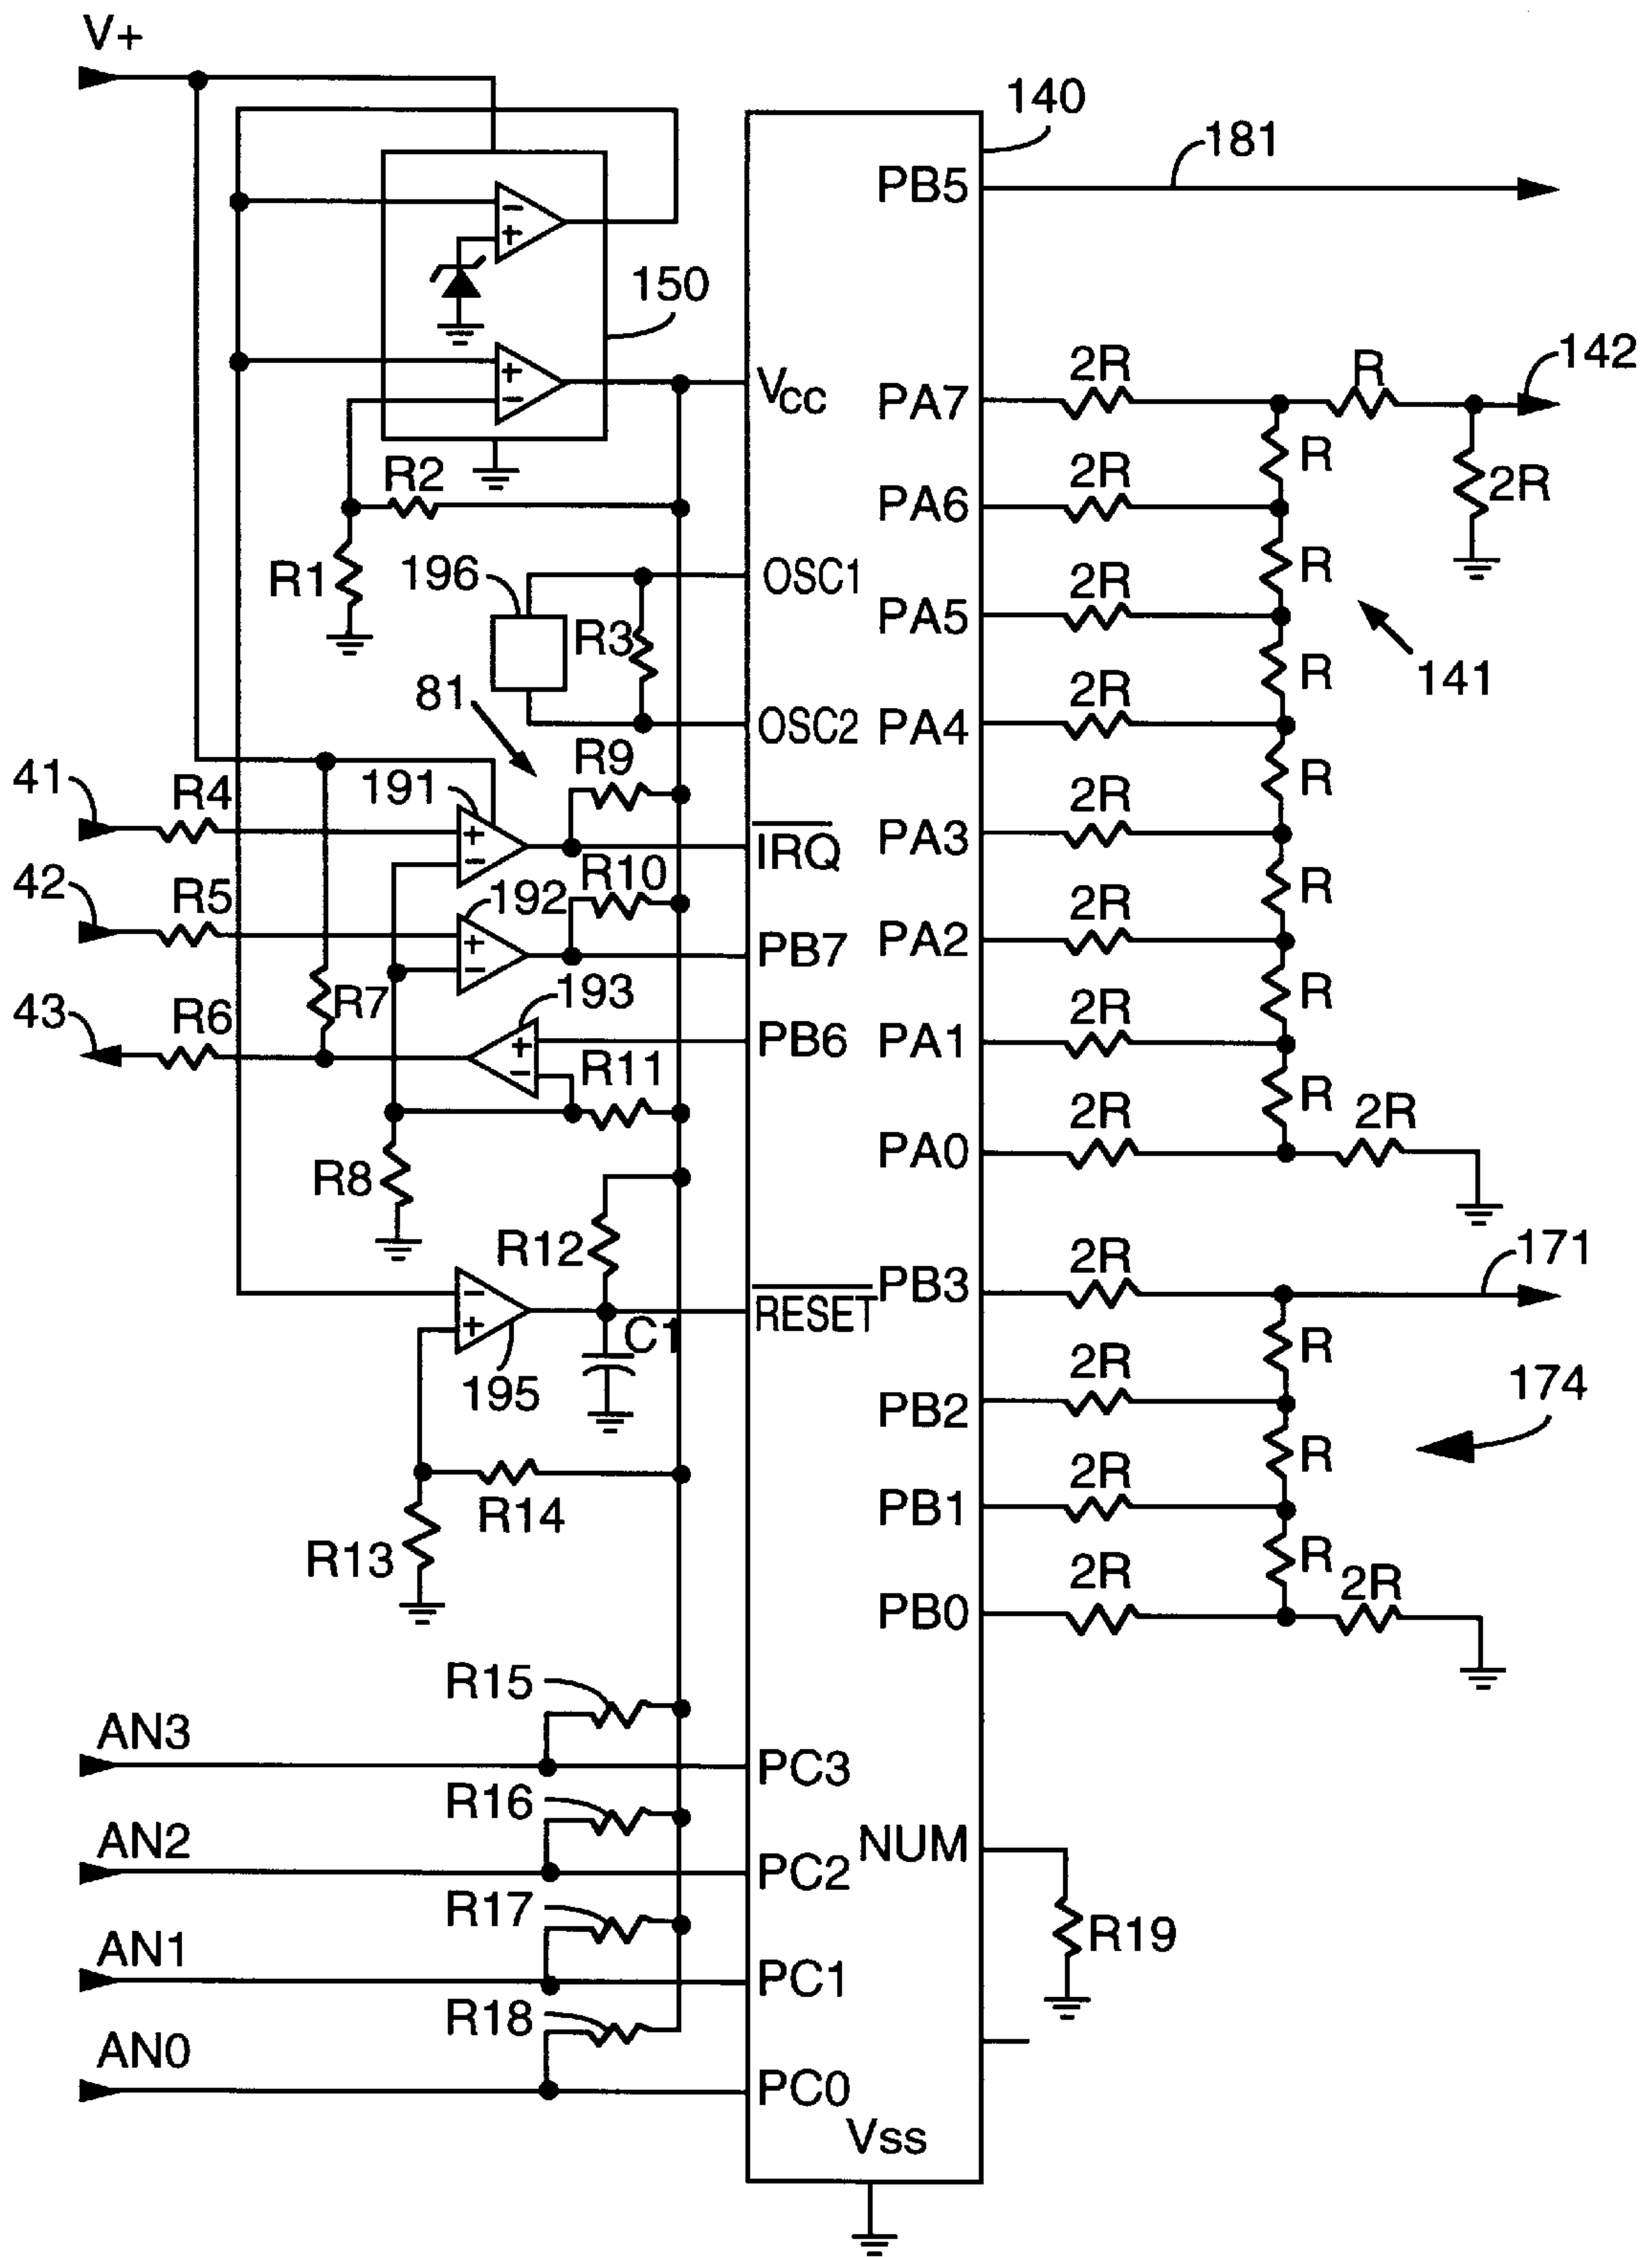 V+
140
181
PB5
150
142
2R
R
VCC
PA7
R
R2
2R
2R
PA6
R1
196
OSC1
2R
R
R3
PA5
141
81
2R
R
OSC2
PA4
R9
41
R4
191
2R
R
IRQ
PA3
42
R5
R10
192
2R
R
PB7
PA2
43
R6
R7
193
2R
R
PB6
PA1
R11
2R
R
2R
PA0
R8
R12
2R
171
RESET
PB3
C1
R
195
2R
174
PB2
R14
2R
R
R13
PB1
2R
R
2R
PB0
R15
AN3
PC3
R16
AN2
NUM
PC2
R17
R19
AN1
PC1
R18
AN0
PC0
Vss